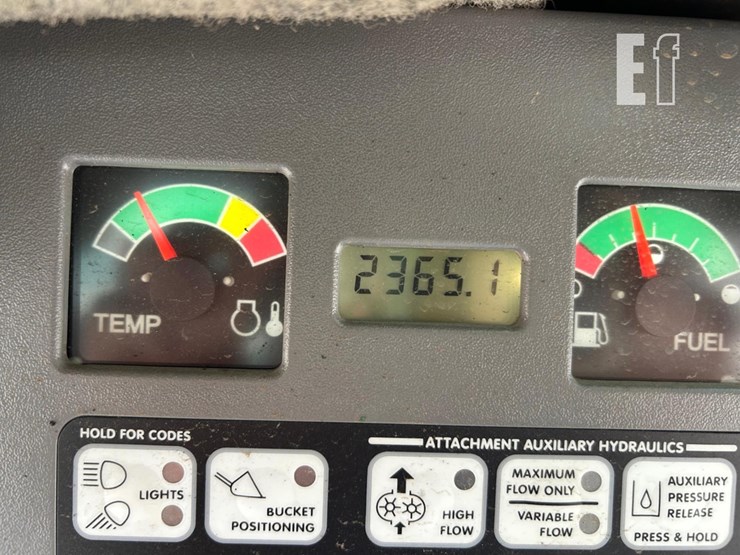 Ef
2365.1
TEMP
FUEL
HOLD FOR CODES
ATTACHMENT AUXILIARY HYDRAULICS
LIGHTS
BUCKET
POSITIONING
HIGH
FLOW
MAXIMUM
FLOW ONLY
VARIABLE
FLOW
AUXILIARY
PRESSURE
RELEASE
PRESS & HOLD